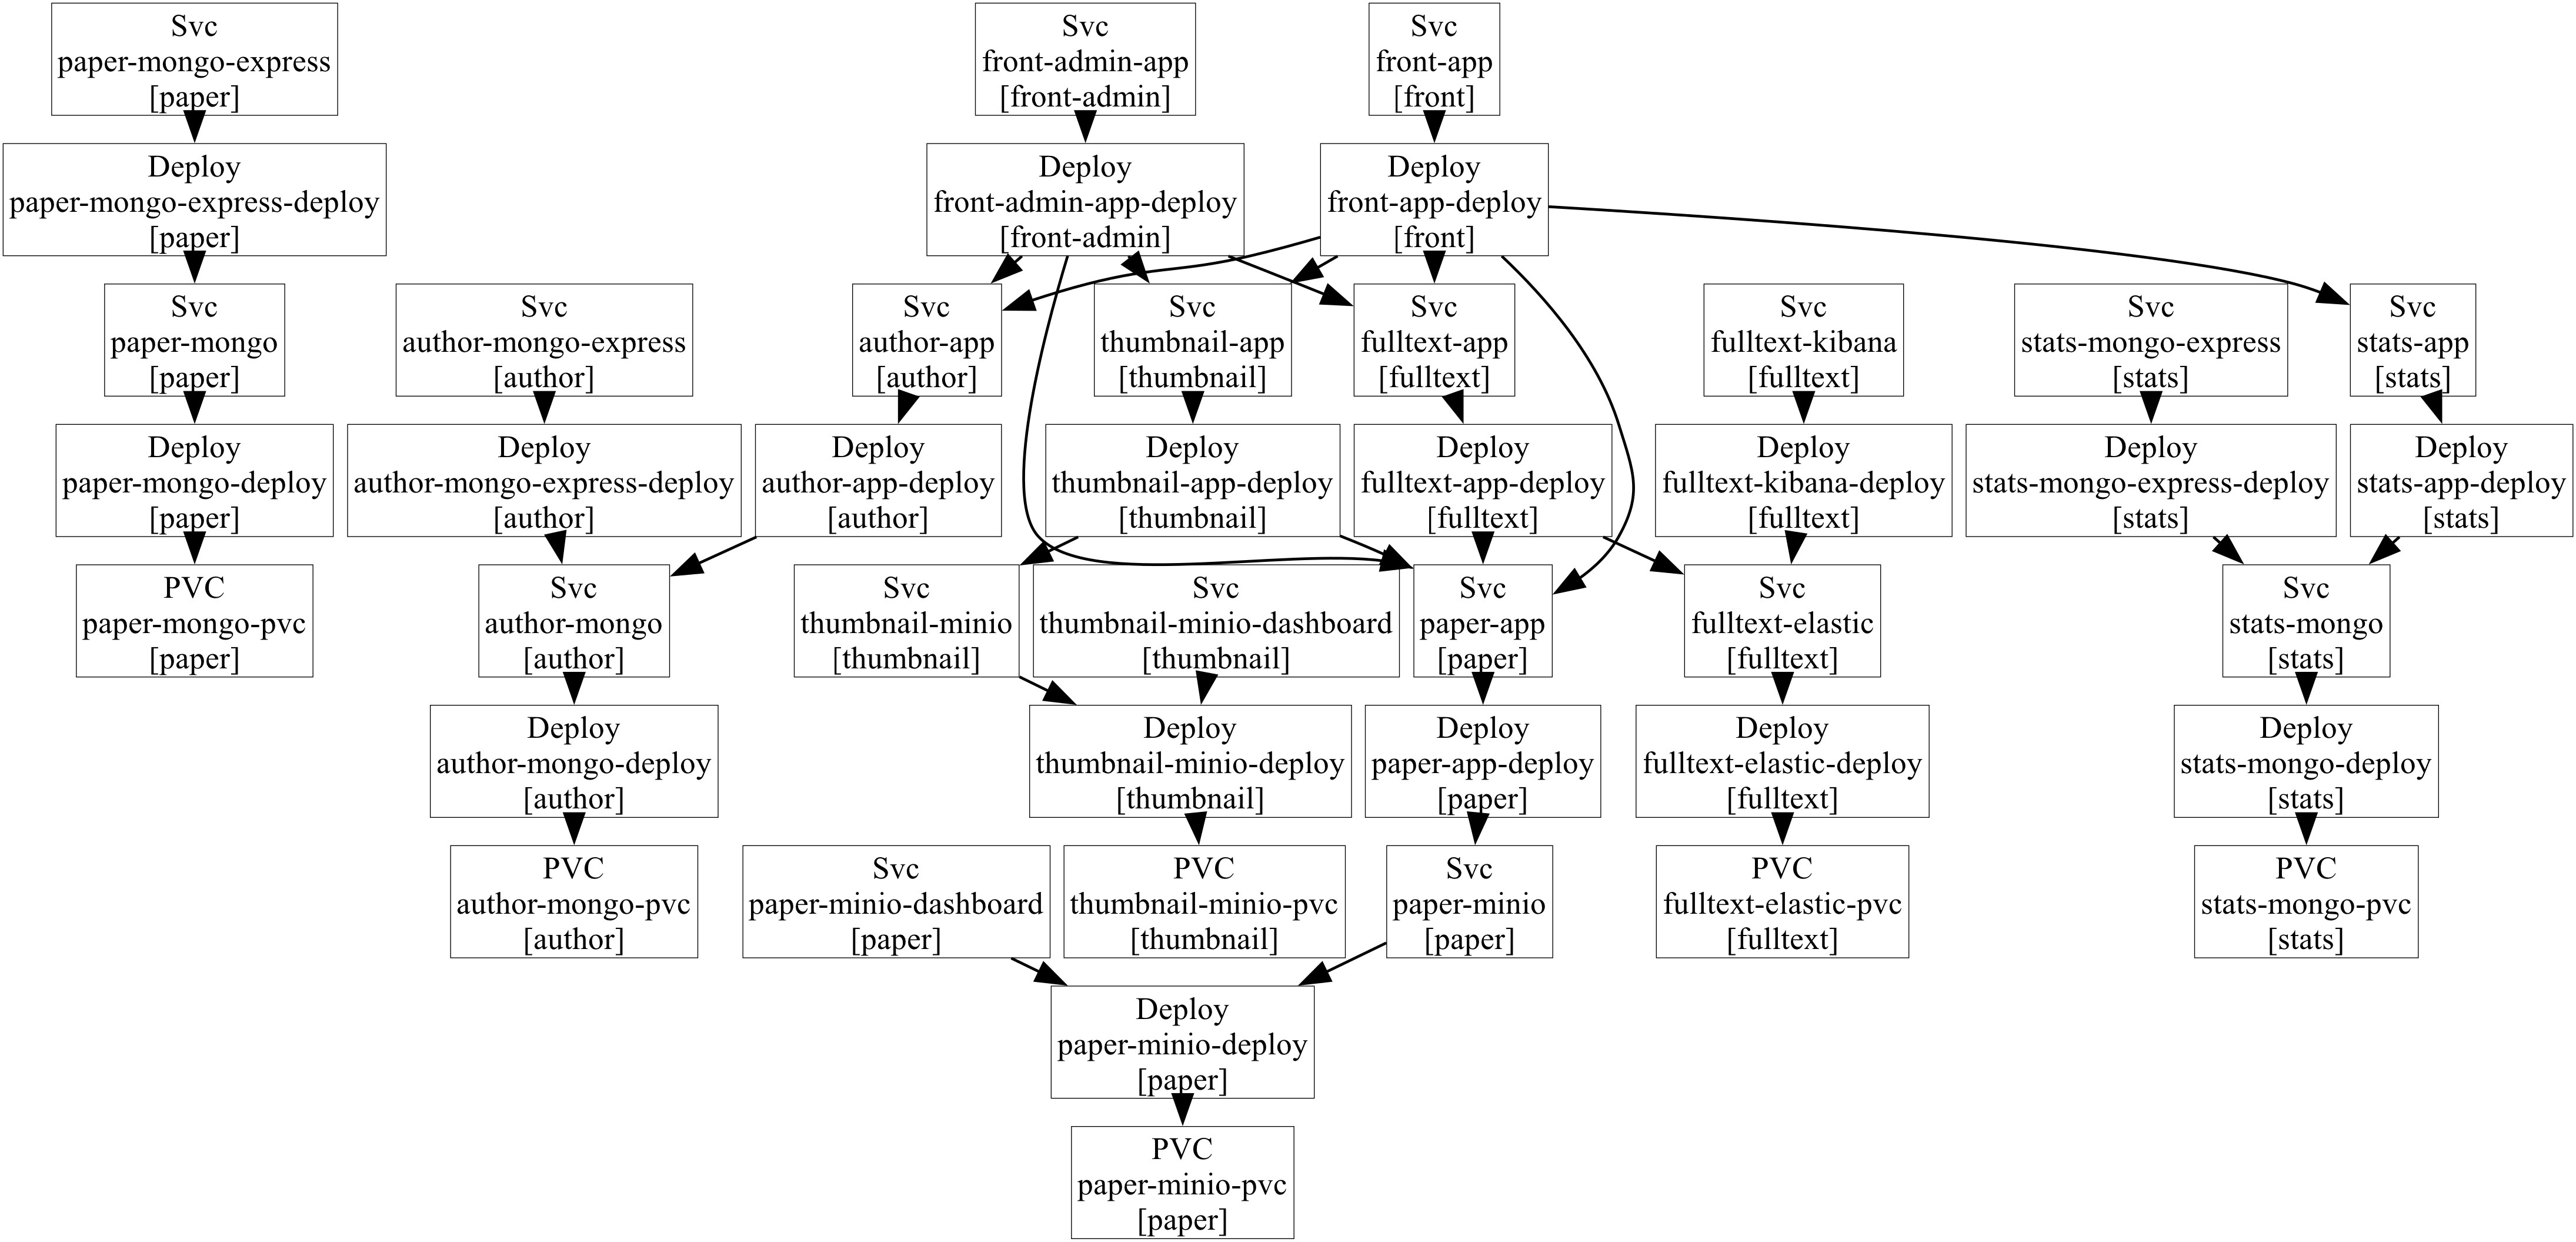 Svc
paper-mongo-express
[paper]
Svc
front-admin-app
[front-admin]
Svc
front-app
[front]
Deploy
paper-mongo-express-deploy
[paper]
Deploy
front-admin-app-deploy
[front-admin]
Deploy
front-app-deploy
[front]
Svc
paper-mongo
[paper]
Svc
author-mongo-express
[author]
Svc
author-app
[author]
Svc
thumbnail-app
[thumbnail]
Svc
fulltext-app
[fulltext]
Svc
fulltext-kibana
[fulltext]
Svc
stats-mongo-express
[stats]
Svc
stats-app
[stats]
Deploy
paper-mongo-deploy
[paper]
Deploy
author-mongo-express-deploy
[author]
Deploy
author-app-deploy
[author]
Deploy
thumbnail-app-deploy
[thumbnail]
Deploy
fulltext-app-deploy
[fulltext]
Deploy
fulltext-kibana-deploy
[fulltext]
Deploy
stats-mongo-express-deploy
[stats]
Deploy
stats-app-deploy
[stats]
PVC
paper-mongo-pvc
[paper]
Svc
author-mongo
[author]
Svc
thumbnail-minio
[thumbnail]
Svc
thumbnail-minio-dashboard
[thumbnail]
Svc
paper-app
[paper]
Svc
fulltext-elastic
[fulltext]
Svc
stats-mongo
[stats]
Deploy
author-mongo-deploy
[author]
Deploy
thumbnail-minio-deploy
[thumbnail]
Deploy
paper-app-deploy
[paper]
Deploy
fulltext-elastic-deploy
[fulltext]
Deploy
stats-mongo-deploy
[stats]
PVC
author-mongo-pvc
[author]
Svc
paper-minio-dashboard
[paper]
PVC
thumbnail-minio-pvc
[thumbnail]
Svc
paper-minio
[paper]
PVC
fulltext-elastic-pvc
[fulltext]
PVC
stats-mongo-pvc
[stats]
Deploy
paper-minio-deploy
[paper]
PVC
paper-minio-pvc
[paper]